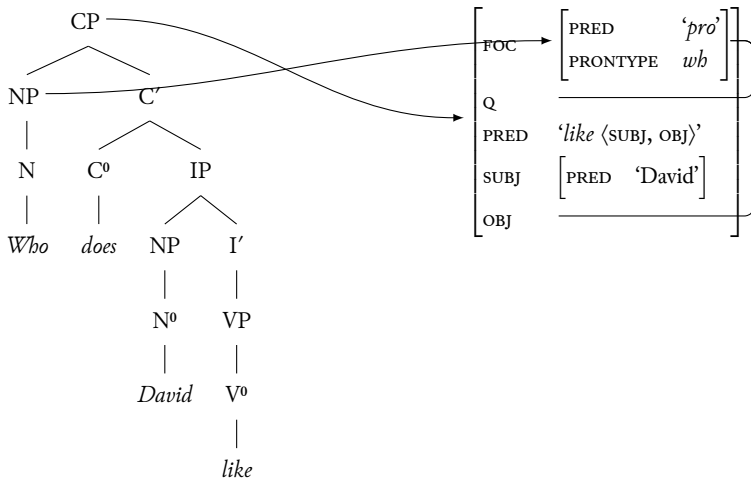 CP
NP C′
N C⁰ IP
Who does NP I′
N⁰ VP
David V⁰
like
FOC PRED ‘pro’
PRONTYPE wh
Q
PRED ‘like ⟨SUBJ, OBJ⟩’
SUBJ PRED ‘David’
OBJ